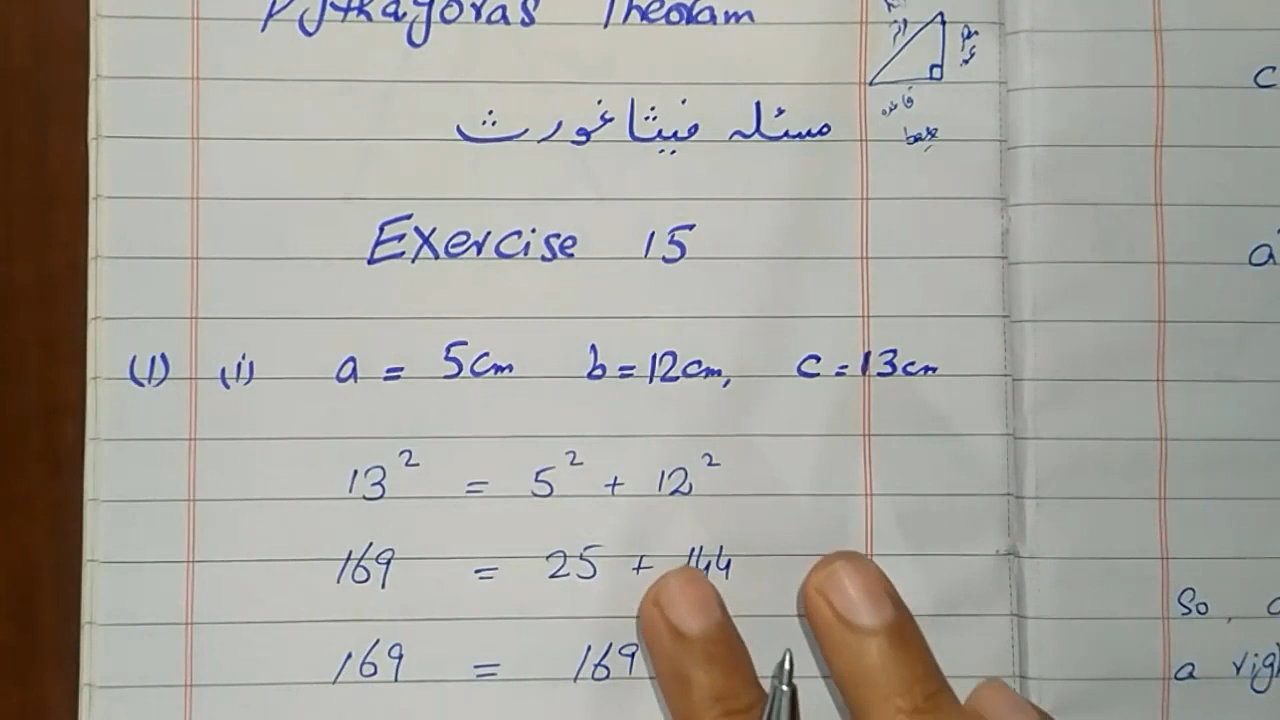 Pythagoras Theoram
مسئلہ فیثاغورث
قاعدہ
Exercise 15
(1) (i) a = 5cm b = 12cm, c = 13cm
13² = 5² + 12²
169 = 25 + 144
169 = 169
c
a
So,
a